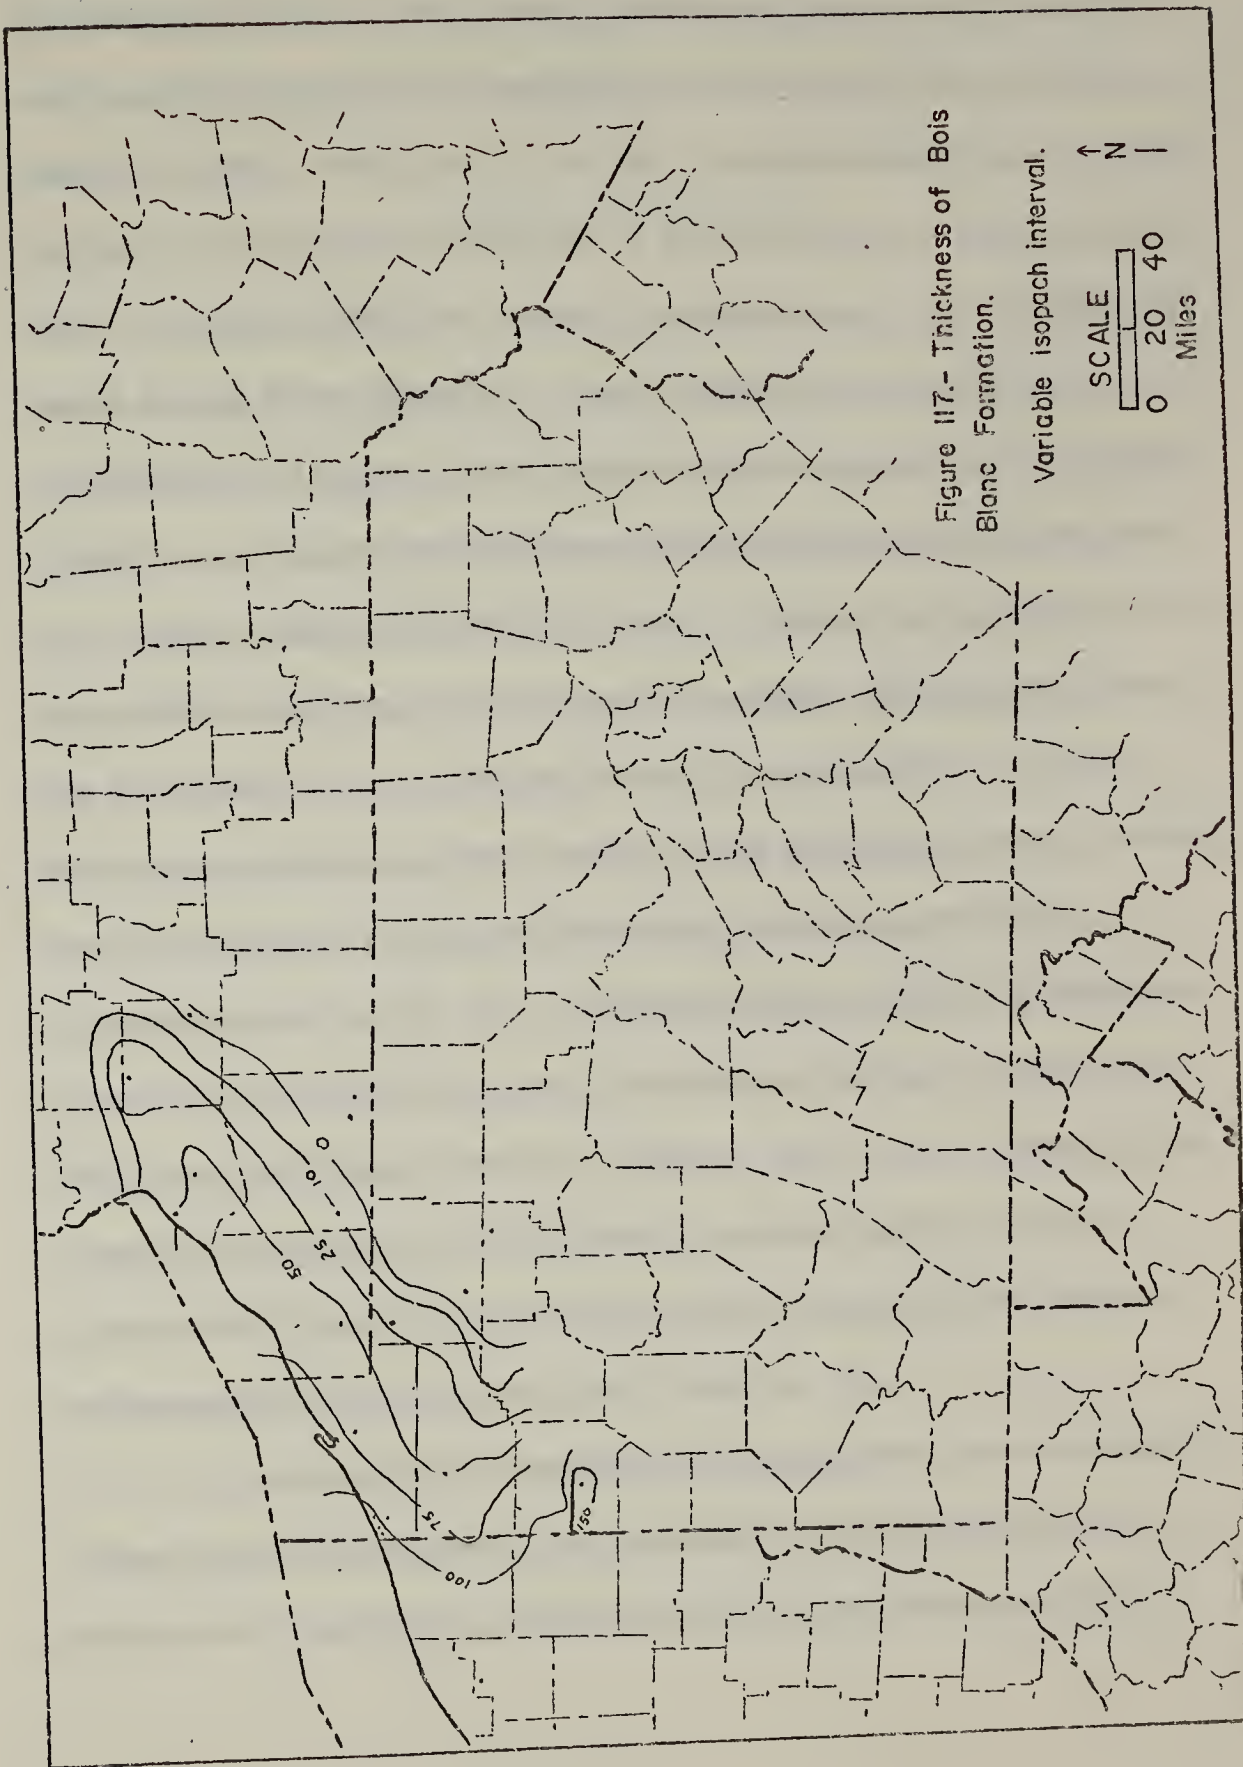 Figure 117.- Thickness of Bois
Blanc Formation.
Variable isopach interval.
SCALE
0 20 40
Miles
N
0
10
25
50
75
100
150